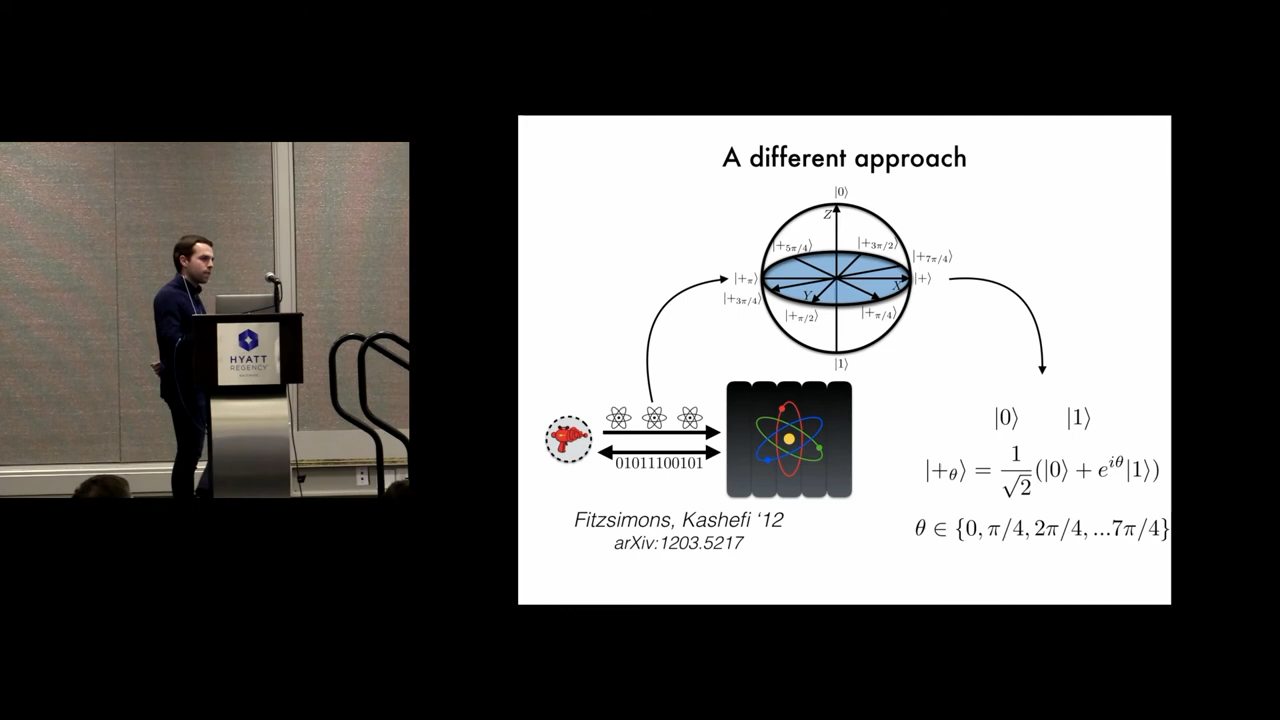 A different approach
|0⟩
Z
|+5π/4⟩
|+3π/2⟩
|+7π/4⟩
|+π⟩
X
|+⟩
|+3π/4⟩
Y
|+π/2⟩
|+π/4⟩
|1⟩
01011100101
Fitzsimons, Kashefi ‘12
arXiv:1203.5217
|0⟩ |1⟩
|+θ⟩ = 1/√2(|0⟩ + e^{iθ}|1⟩)
θ ∈ {0, π/4, 2π/4, ...7π/4}
HYATT
REGENCY